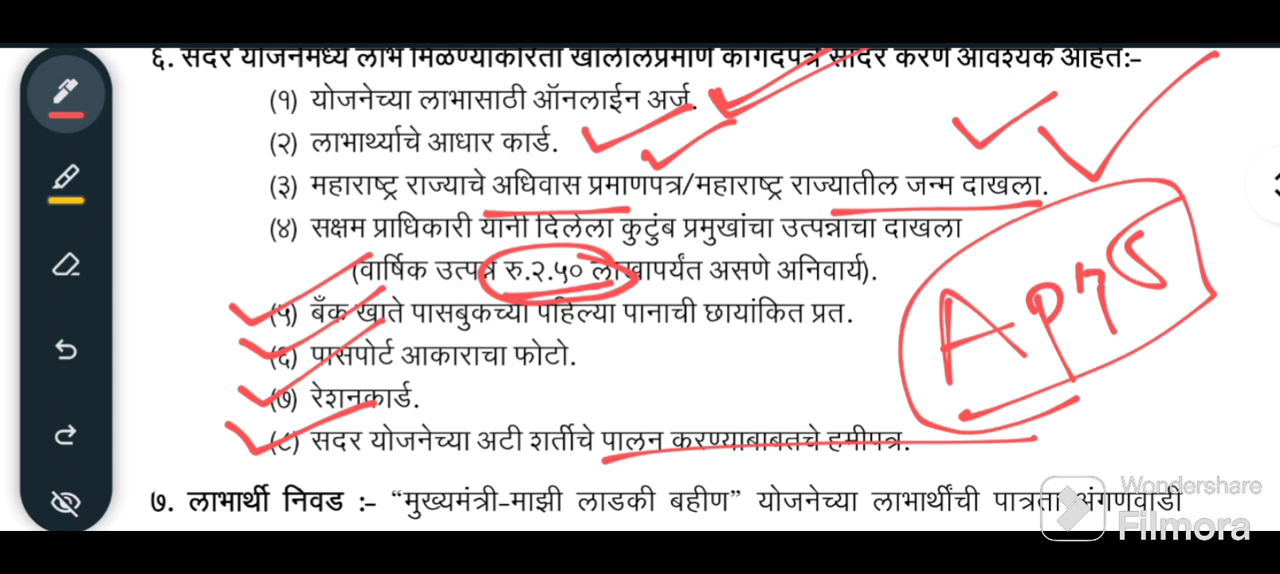 ६. सदर योजनेमध्ये लाभ मिळण्याकरिता खालीलप्रमाणे कागदपत्रे सादर करणे आवश्यक आहेत:-
(१) योजनेच्या लाभासाठी ऑनलाईन अर्ज.
(२) लाभार्थ्याचे आधार कार्ड.
(३) महाराष्ट्र राज्याचे अधिवास प्रमाणपत्र/महाराष्ट्र राज्यातील जन्म दाखला.
(४) सक्षम प्राधिकारी यांनी दिलेला कुटुंब प्रमुखांचा उत्पन्नाचा दाखला
(वार्षिक उत्पन्न रु.२.५० लाखापर्यंत असणे अनिवार्य).
(५) बँक खाते पासबुकच्या पहिल्या पानाची छायांकित प्रत.
(६) पासपोर्ट आकाराचा फोटो.
(७) रेशनकार्ड.
(८) सदर योजनेच्या अटी शर्तीचे पालन करण्याबाबतचे हमीपत्र.
७. लाभार्थी निवड :- “मुख्यमंत्री-माझी लाडकी बहीण” योजनेच्या लाभार्थींची पात्रता अंगणवाडी
Wondershare
Filmora